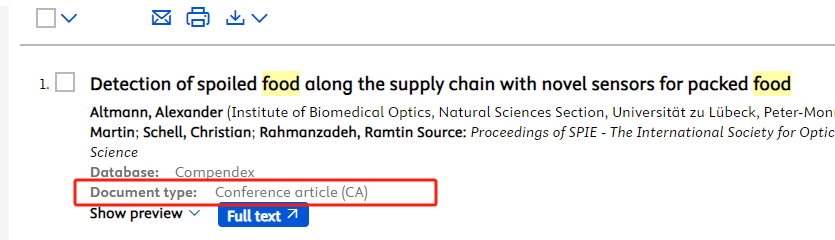 1. Detection of spoiled food along the supply chain with novel sensors for packed food
Altmann, Alexander (Institute of Biomedical Optics, Natural Sciences Section, Universität zu Lübeck, Peter-Mon
Martin; Schell, Christian; Rahmanzadeh, Ramtin Source: Proceedings of SPIE - The International Society for Optic
Science
Database: Compendex
Document type: Conference article (CA)
Show preview Full text